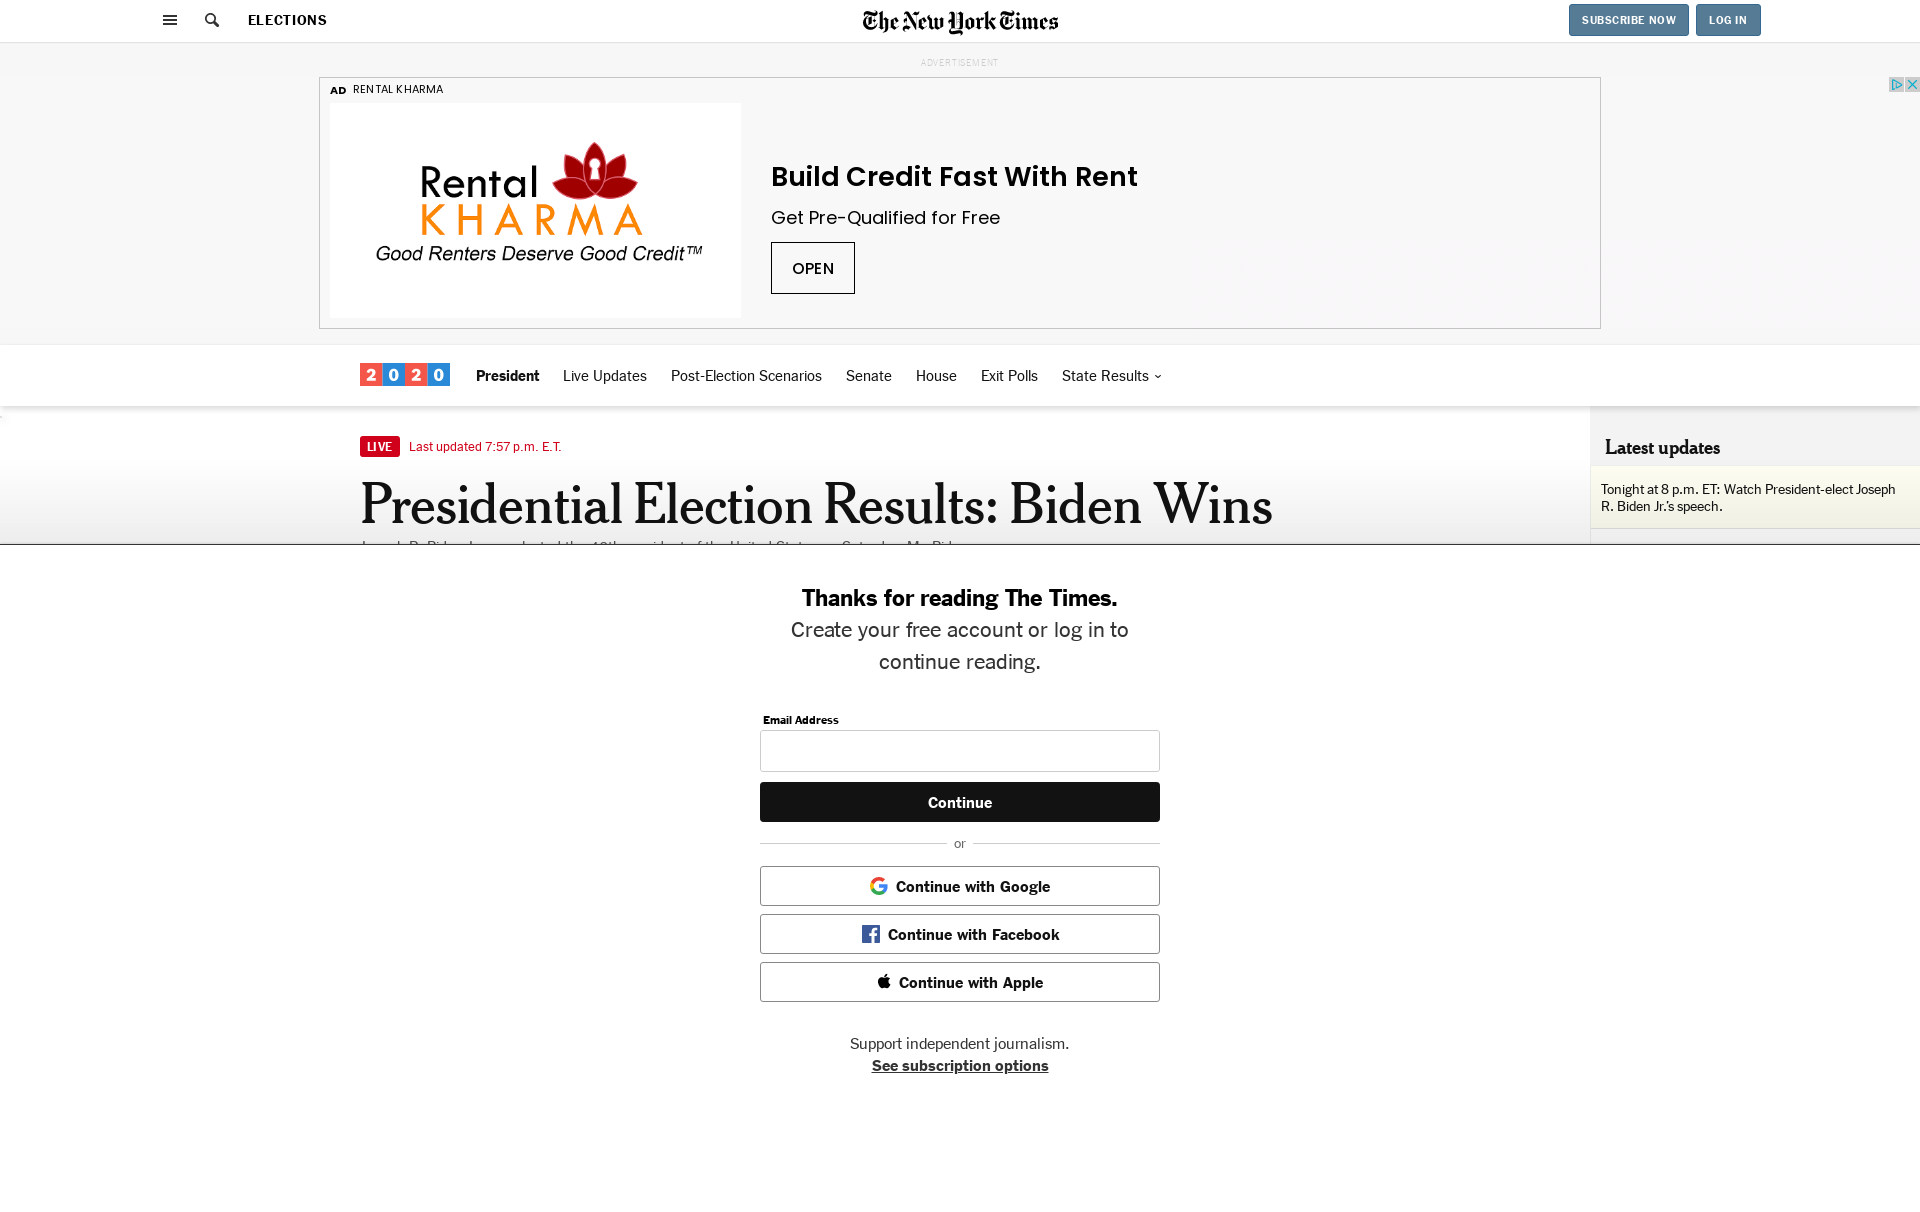 ELECTIONS
The New York Times
SUBSCRIBE NOW
LOG IN
ADVERTISEMENT
AD RENTAL KHARMA
Rental
KHARMA
Good Renters Deserve Good Credit™
Build Credit Fast With Rent
Get Pre-Qualified for Free
OPEN
2020
President
Live Updates
Post-Election Scenarios
Senate
House
Exit Polls
State Results
LIVE Last updated 7:57 p.m. E.T.
Presidential Election Results: Biden Wins
Latest updates
Tonight at 8 p.m. ET: Watch President-elect Joseph
R. Biden Jr.’s speech.
Thanks for reading The Times.
Create your free account or log in to
continue reading.
Email Address
Continue
or
Continue with Google
Continue with Facebook
Continue with Apple
Support independent journalism.
See subscription options